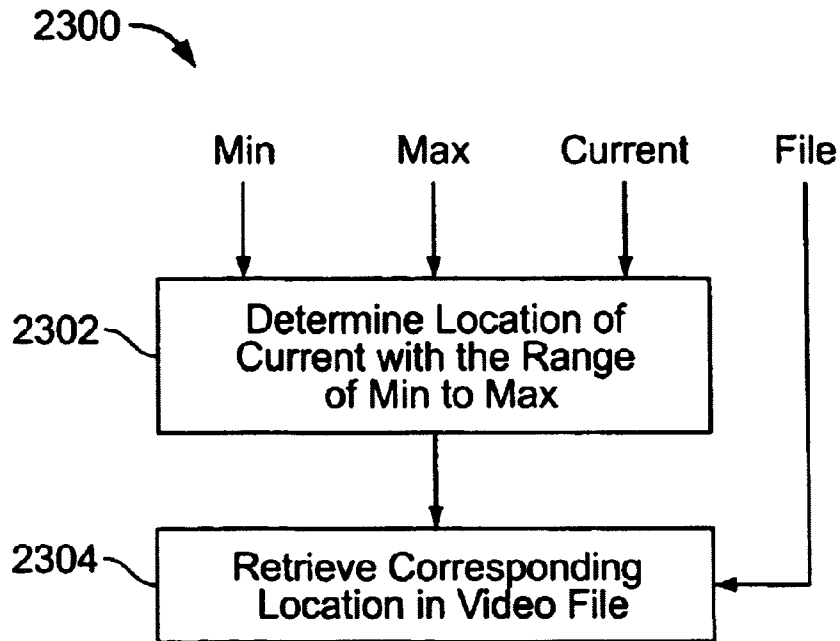 2300
Min Max Current File
2302
Determine Location of
Current with the Range
of Min to Max
2304
Retrieve Corresponding
Location in Video File